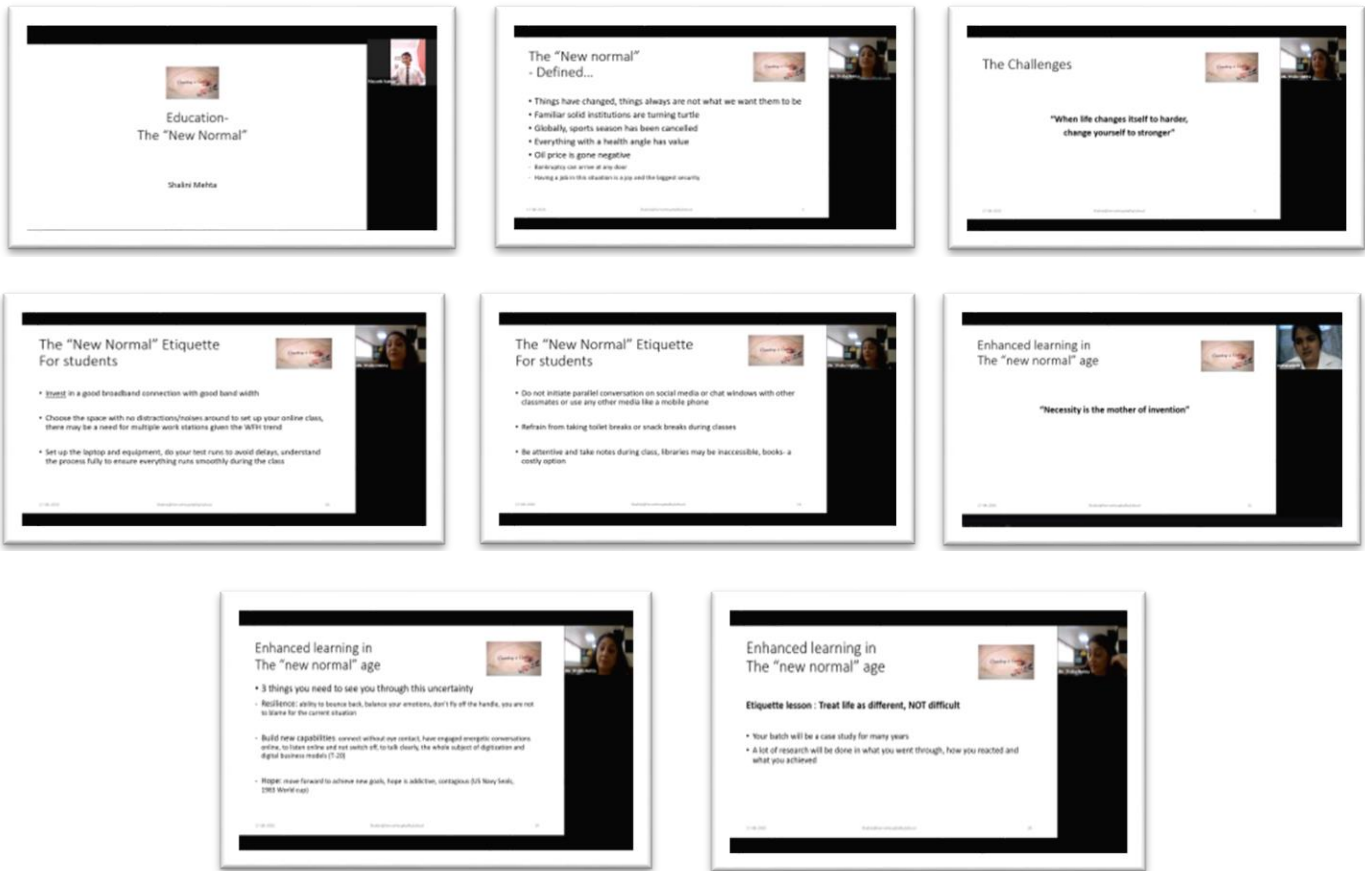 Education-
The “New Normal”
Shalini Mehta
The “New normal”
- Defined...
• Things have changed, things always are not what we want them to be
• Familiar solid institutions are turning turtle
• Globally, sports season has been cancelled
• Everything with a health angle has value
• Oil price is gone negative
- Bankruptcy can arrive at any door
- Having a job in this situation is a joy and the biggest security
The Challenges
“When life changes itself to harder,
change yourself to stronger”
The “New Normal” Etiquette
For students
• Invest in a good broadband connection with good band width
• Choose the space with no distractions/noises around to set up your online class,
there may be a need for multiple work stations given the WFH trend
• Set up the laptop and equipment, do your test runs to avoid delays, understand
the process fully to ensure everything runs smoothly during the class
The “New Normal” Etiquette
For students
• Do not initiate parallel conversation on social media or chat windows with other
classmates or use any other media like a mobile phone
• Refrain from taking toilet breaks or snack breaks during classes
• Be attentive and take notes during class, libraries may be inaccessible, books- a
costly option
Enhanced learning in
The “new normal” age
“Necessity is the mother of invention”
Enhanced learning in
The “new normal” age
• 3 things you need to see you through this uncertainty
- Resilience: ability to bounce back, balance your emotions, don't fly off the handle, you are not
to blame for the current situation
- Build new capabilities: connect without eye contact, have engaged energetic conversations
online, to listen online and not switch off, to talk clearly, the whole subject of digitization and
digital business models (T-20)
- Hope: move forward to achieve new goals, hope is addictive, contagious (US Navy Seals,
1983 World cup)
Enhanced learning in
The “new normal” age
Etiquette lesson : Treat life as different, NOT difficult
• Your batch will be a case study for many years
• A lot of research will be done in what you went through, how you reacted and
what you achieved